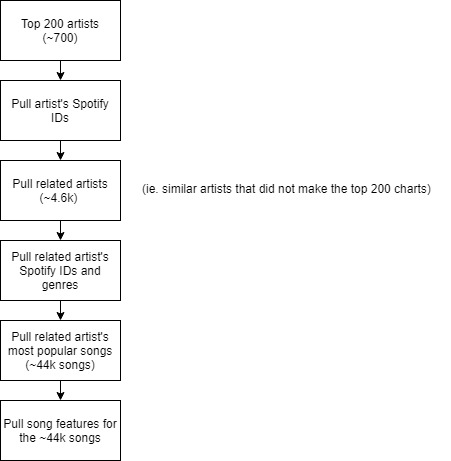 Top 200 artists
(~700)
Pull artist's Spotify
IDs
Pull related artists
(~4.6k)
(ie. similar artists that did not make the top 200 charts)
Pull related artist's
Spotify IDs and
genres
Pull related artist's
most popular songs
(~44k songs)
Pull song features for
the ~44k songs